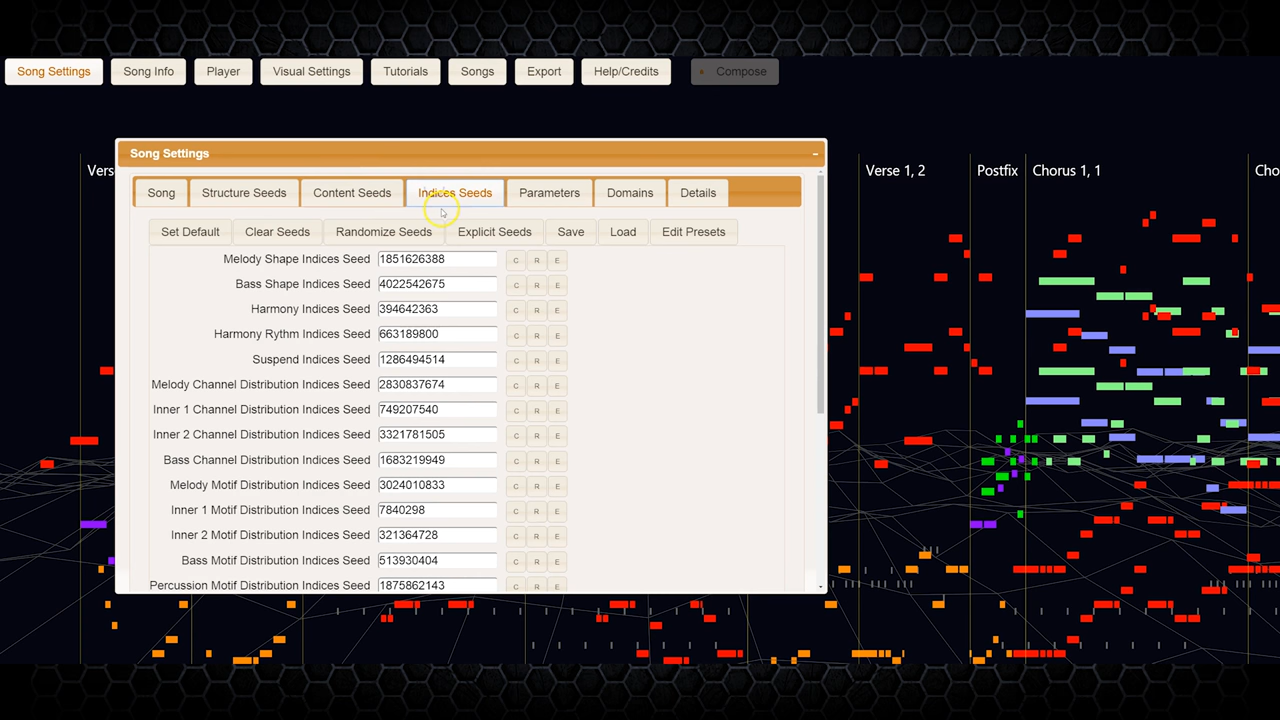 Song Settings Song Info Player Visual Settings Tutorials Songs Export Help/Credits Compose
Song Settings
Vers
Verse 1, 2
Postfix
Chorus 1, 1
Cho
Song Structure Seeds Content Seeds Indices Seeds Parameters Domains Details
Set Default Clear Seeds Randomize Seeds Explicit Seeds Save Load Edit Presets
Melody Shape Indices Seed 1851626388 C R E
Bass Shape Indices Seed 4022542675 C R E
Harmony Indices Seed 394642363 C R E
Harmony Rythm Indices Seed 663189800 C R E
Suspend Indices Seed 1286494514 C R E
Melody Channel Distribution Indices Seed 2830837674 C R E
Inner 1 Channel Distribution Indices Seed 749207540 C R E
Inner 2 Channel Distribution Indices Seed 3321781505 C R E
Bass Channel Distribution Indices Seed 1683219949 C R E
Melody Motif Distribution Indices Seed 3024010833 C R E
Inner 1 Motif Distribution Indices Seed 7840298 C R E
Inner 2 Motif Distribution Indices Seed 321364728 C R E
Bass Motif Distribution Indices Seed 513930404 C R E
Percussion Motif Distribution Indices Seed 1875862143 C R E